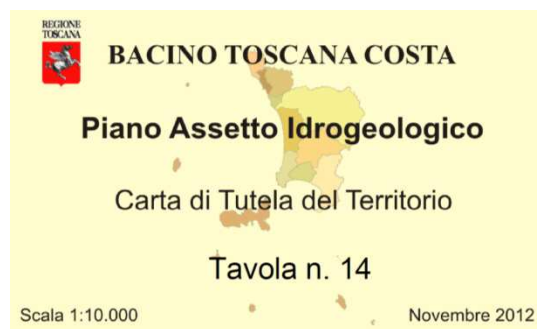 REGIONE
TOSCANA
BACINO TOSCANA COSTA
Piano Assetto Idrogeologico
Carta di Tutela del Territorio
Tavola n. 14
Scala 1:10.000
Novembre 2012